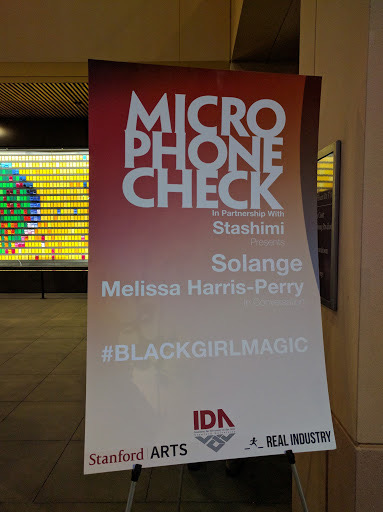 MICRO
PHONE
CHECK
In Partnership With
Stashimi
Presents
Solange
Melissa Harris-Perry
In Conversation
#BLACKGIRLMAGIC
IDA
Stanford | ARTS
REAL INDUSTRY